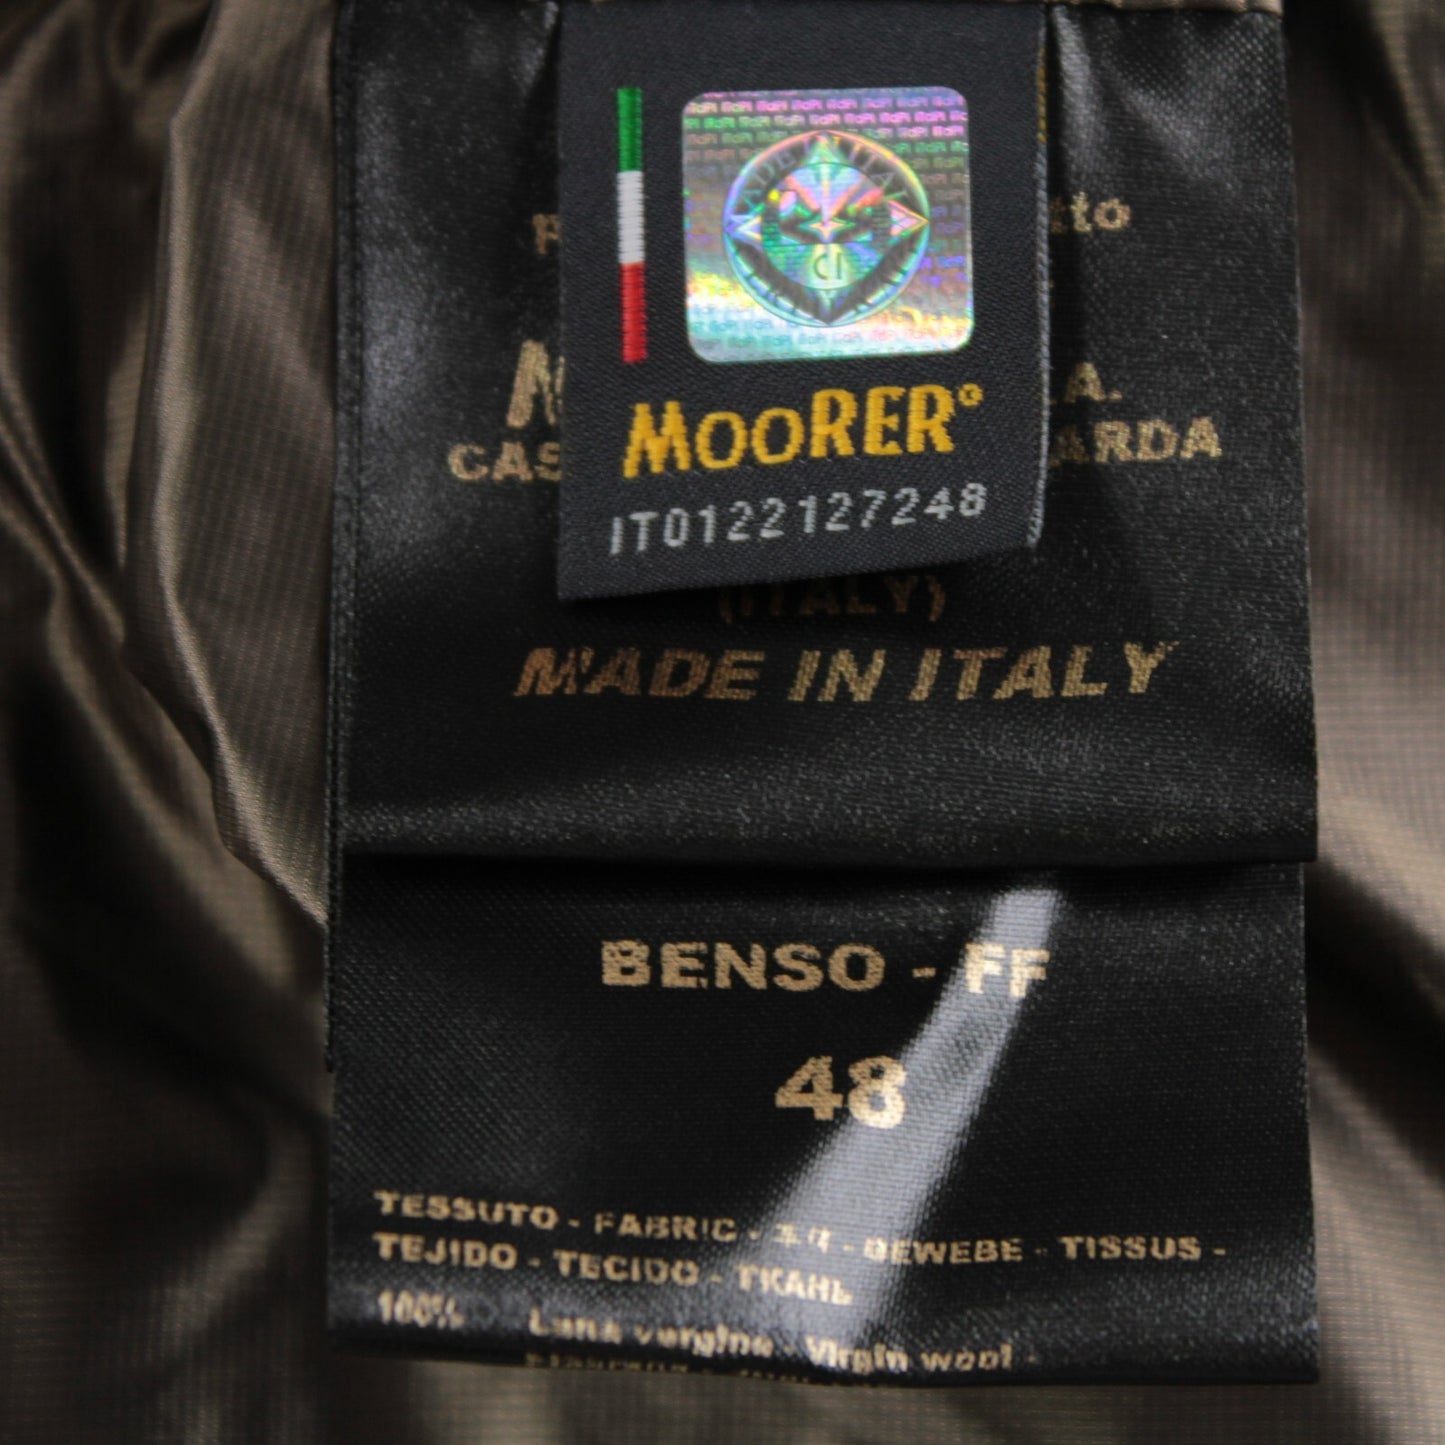 tto
MOORER
IT0122127248
CAS ARDA
(ITALY)
MADE IN ITALY
BENSO - FF
48
TESSUTO - FABRIC - - GEWEBE - TISSUS -
TEJIDO - TECIDO - ТКАНЬ
100% Lana vergine - Virgin wool -